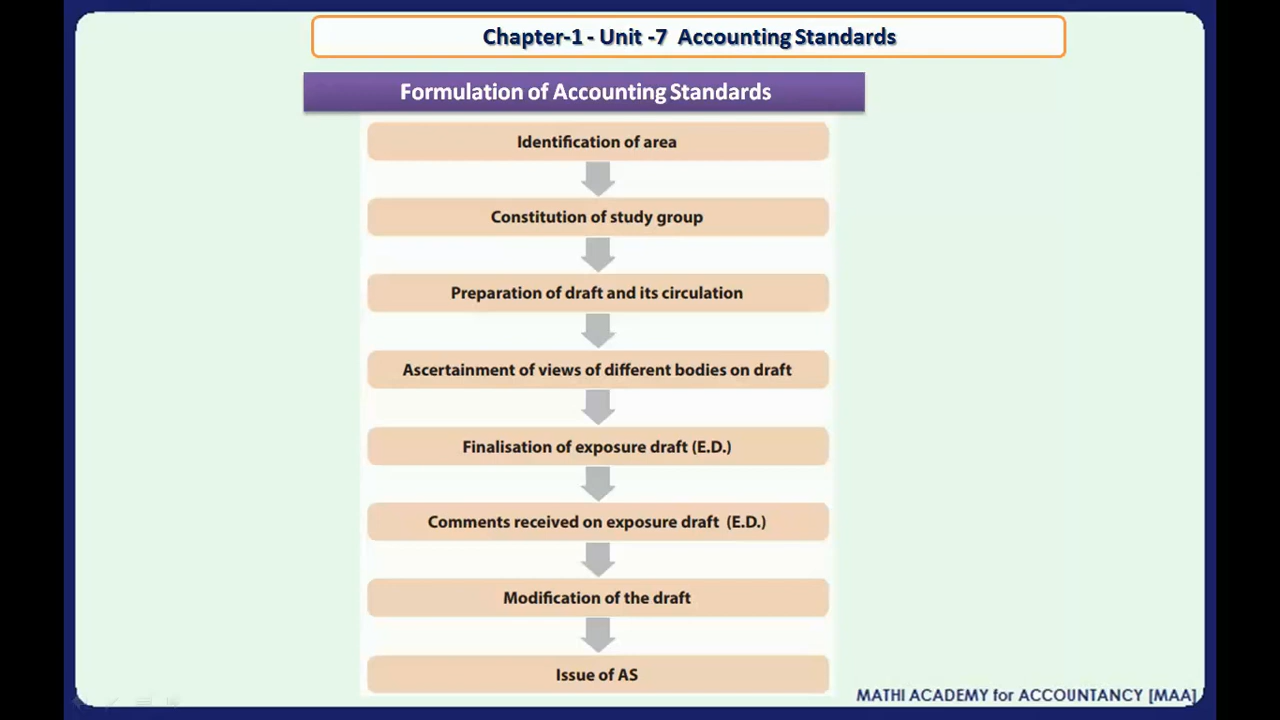 Chapter-1 - Unit -7 Accounting Standards
Formulation of Accounting Standards
Identification of area
Constitution of study group
Preparation of draft and its circulation
Ascertainment of views of different bodies on draft
Finalisation of exposure draft (E.D.)
Comments received on exposure draft (E.D.)
Modification of the draft
Issue of AS
MATHI ACADEMY for ACCOUNTANCY [MAA]